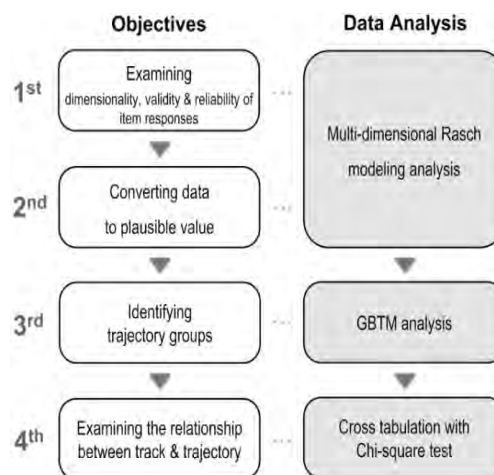 Objectives
Data Analysis
1st
Examining
dimensionality, validity & reliability of
item responses
...
Multi-dimensional Rasch
modeling analysis
2nd
Converting data
to plausible value
...
3rd
Identifying
trajectory groups
...
GBTM analysis
4th
Examining the relationship
between track & trajectory
...
Cross tabulation with
Chi-square test